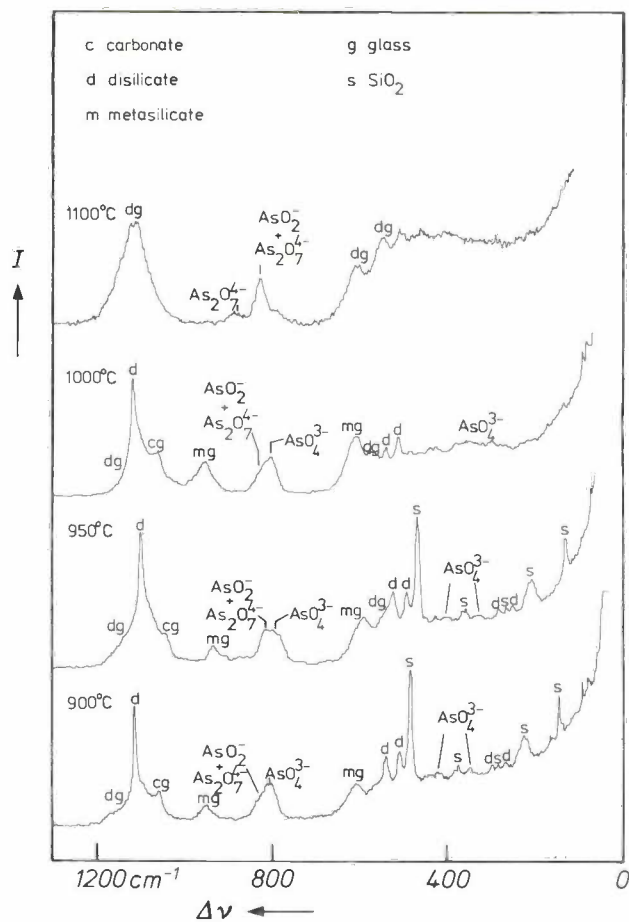 c carbonate
g glass
d disilicate
s SiO₂
m metasilicate
1100°C
dg
As₂O₇⁴⁻
AsO₂⁻
+
As₂O₇⁴⁻
dg
dg
I
1000°C
d
dg
cg
mg
AsO₂⁻
+
As₂O₇⁴⁻
AsO₄³⁻
mg
dg
d
d
AsO₄³⁻
950°C
d
dg
cg
mg
AsO₂⁻
+
As₂O₇⁴⁻
AsO₄³⁻
mg
dg
d
d
s
AsO₄³⁻
s
dsd
s
s
900°C
d
dg
cg
mg
AsO₂⁻
+
As₂O₇⁴⁻
AsO₄³⁻
mg
d
d
s
AsO₄³⁻
s
dsd
s
s
1200 cm⁻¹
800
400
0
Δν